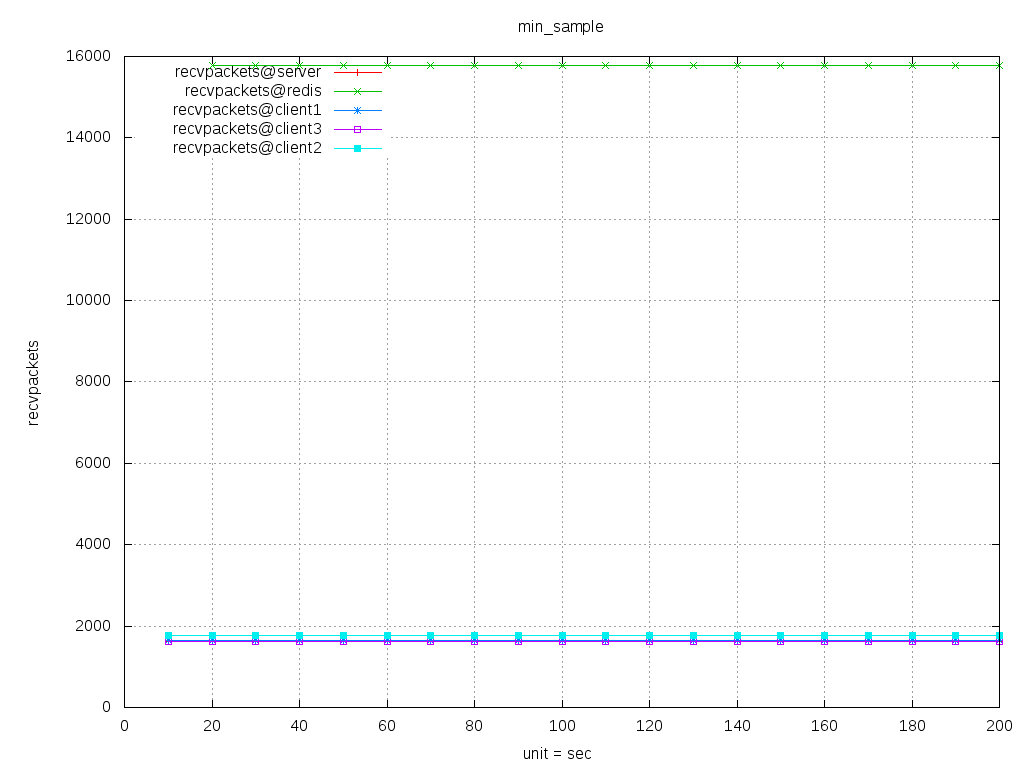 min_sample
16000
14000
12000
10000
8000
6000
4000
2000
0
recvpackets@server
recvpackets@redis
recvpackets@client1
recvpackets@client3
recvpackets@client2
recvpackets
0 20 40 60 80 100 120 140 160 180 200
unit = sec